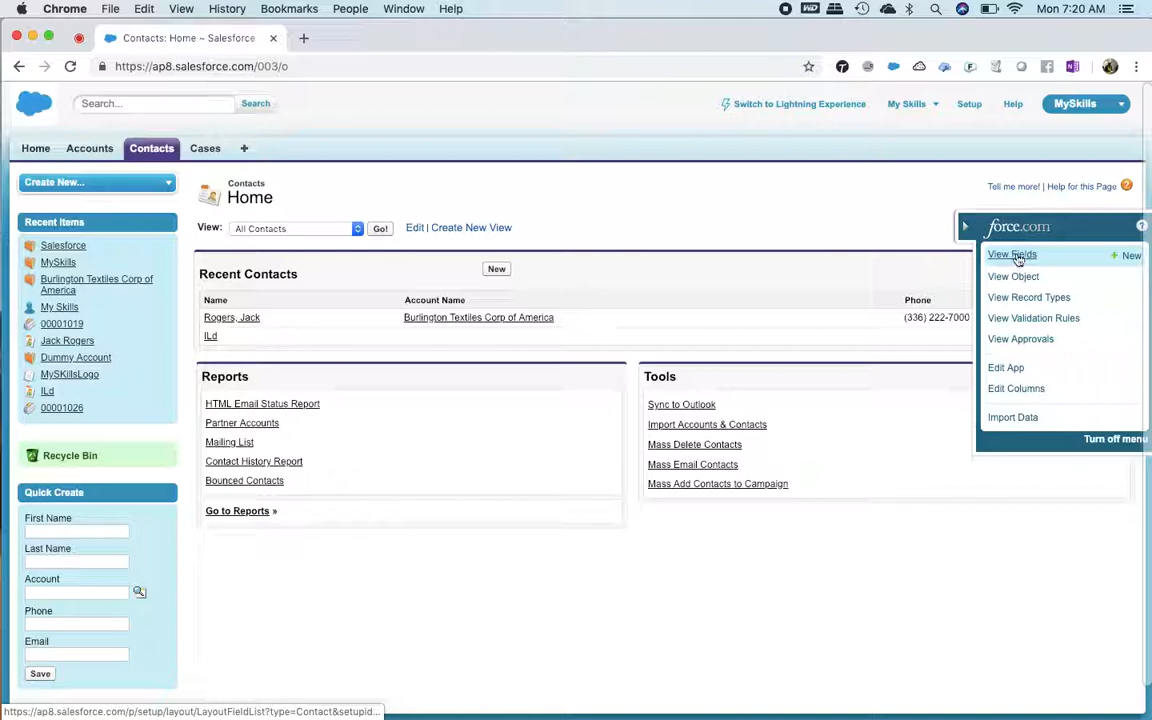 Chrome File Edit View History Bookmarks People Window Help Mon 7:20 AM
Contacts: Home ~ Salesforce
https://ap8.salesforce.com/003/o
Search... Search
Switch to Lightning Experience My Skills Setup Help MySkills
Home Accounts Contacts Cases
Create New...
Recent Items
Salesforce
MySkills
Burlington Textiles Corp of
America
My Skills
00001019
Jack Rogers
Dummy Account
MySKillsLogo
ILd
00001026
Recycle Bin
Quick Create
First Name
Last Name
Account
Phone
Email
Save
Contacts
Home
Tell me more! | Help for this Page
View: All Contacts Go! Edit | Create New View
Recent Contacts New
Name Account Name Phone
Rogers, Jack Burlington Textiles Corp of America (336) 222-7000
ILd
Reports
HTML Email Status Report
Partner Accounts
Mailing List
Contact History Report
Bounced Contacts
Go to Reports »
Tools
Sync to Outlook
Import Accounts & Contacts
Mass Delete Contacts
Mass Email Contacts
Mass Add Contacts to Campaign
force.com
View Fields + New
View Object
View Record Types
View Validation Rules
View Approvals
Edit App
Edit Columns
Import Data
Turn off menu
https://ap8.salesforce.com/p/setup/layout/LayoutFieldList?type=Contact&setupid...